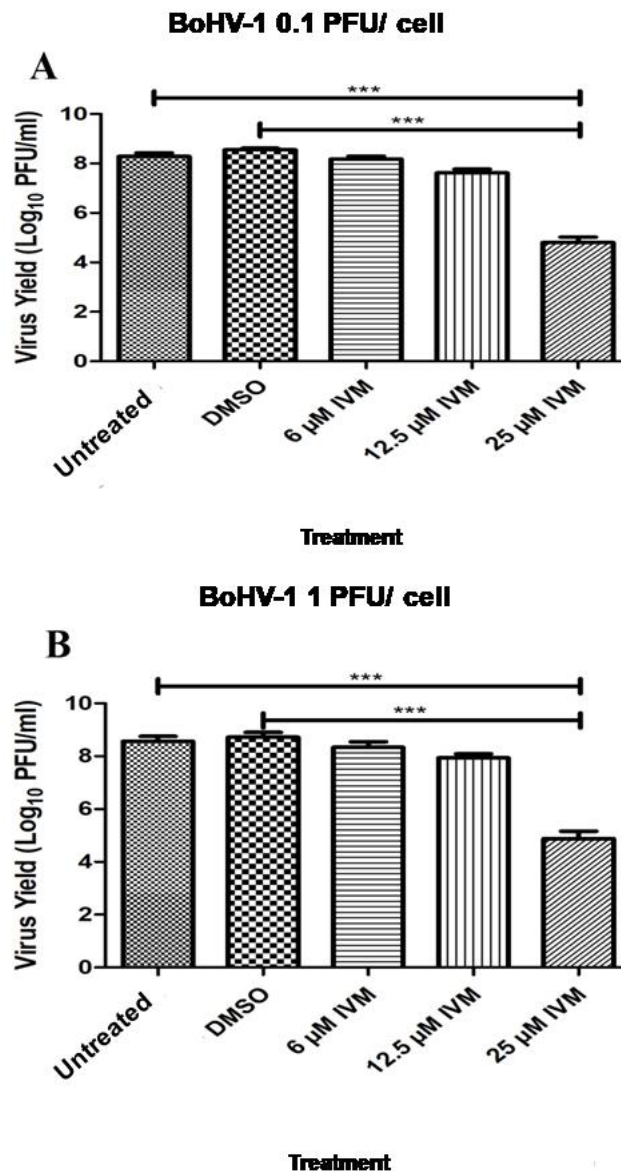 BoHV-1 0.1 PFU/ cell
A
***
***
Virus Yield (Log10 PFU/ml)
10
8
6
4
2
0
Untreated
DMSO
6 µM IVM
12.5 µM IVM
25 µM IVM
Treatment
BoHV-1 1 PFU/ cell
B
***
***
Virus Yield (Log10 PFU/ml)
10
8
6
4
2
0
Untreated
DMSO
6 µM IVM
12.5 µM IVM
25 µM IVM
Treatment